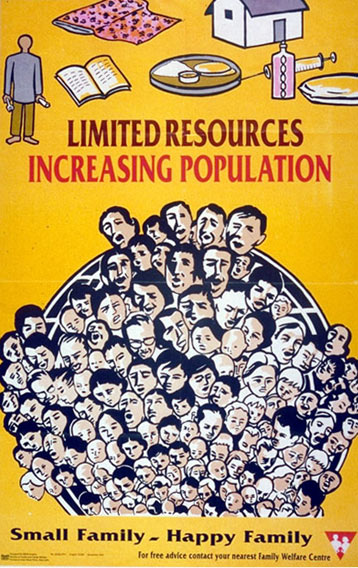 LIMITED RESOURCES
INCREASING POPULATION
Small Family - Happy Family
For free advice contact your nearest Family Welfare Centre